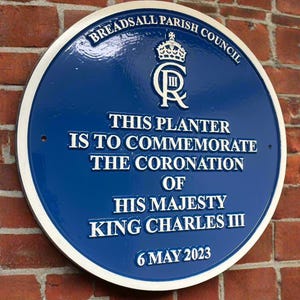 BREADSALL PARISH COUNCIL
C III R
THIS PLANTER
IS TO COMMEMORATE
THE CORONATION
OF
HIS MAJESTY
KING CHARLES III
6 MAY 2023